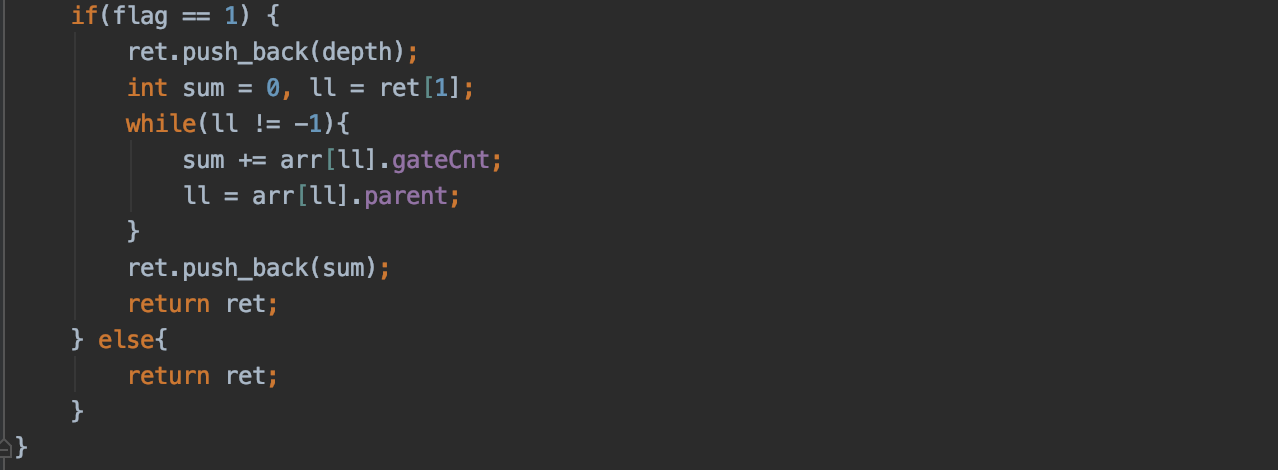 if(flag == 1) {
ret.push_back(depth);
int sum = 0, ll = ret[1];
while(ll != -1){
sum += arr[ll].gateCnt;
ll = arr[ll].parent;
}
ret.push_back(sum);
return ret;
} else{
return ret;
}
}